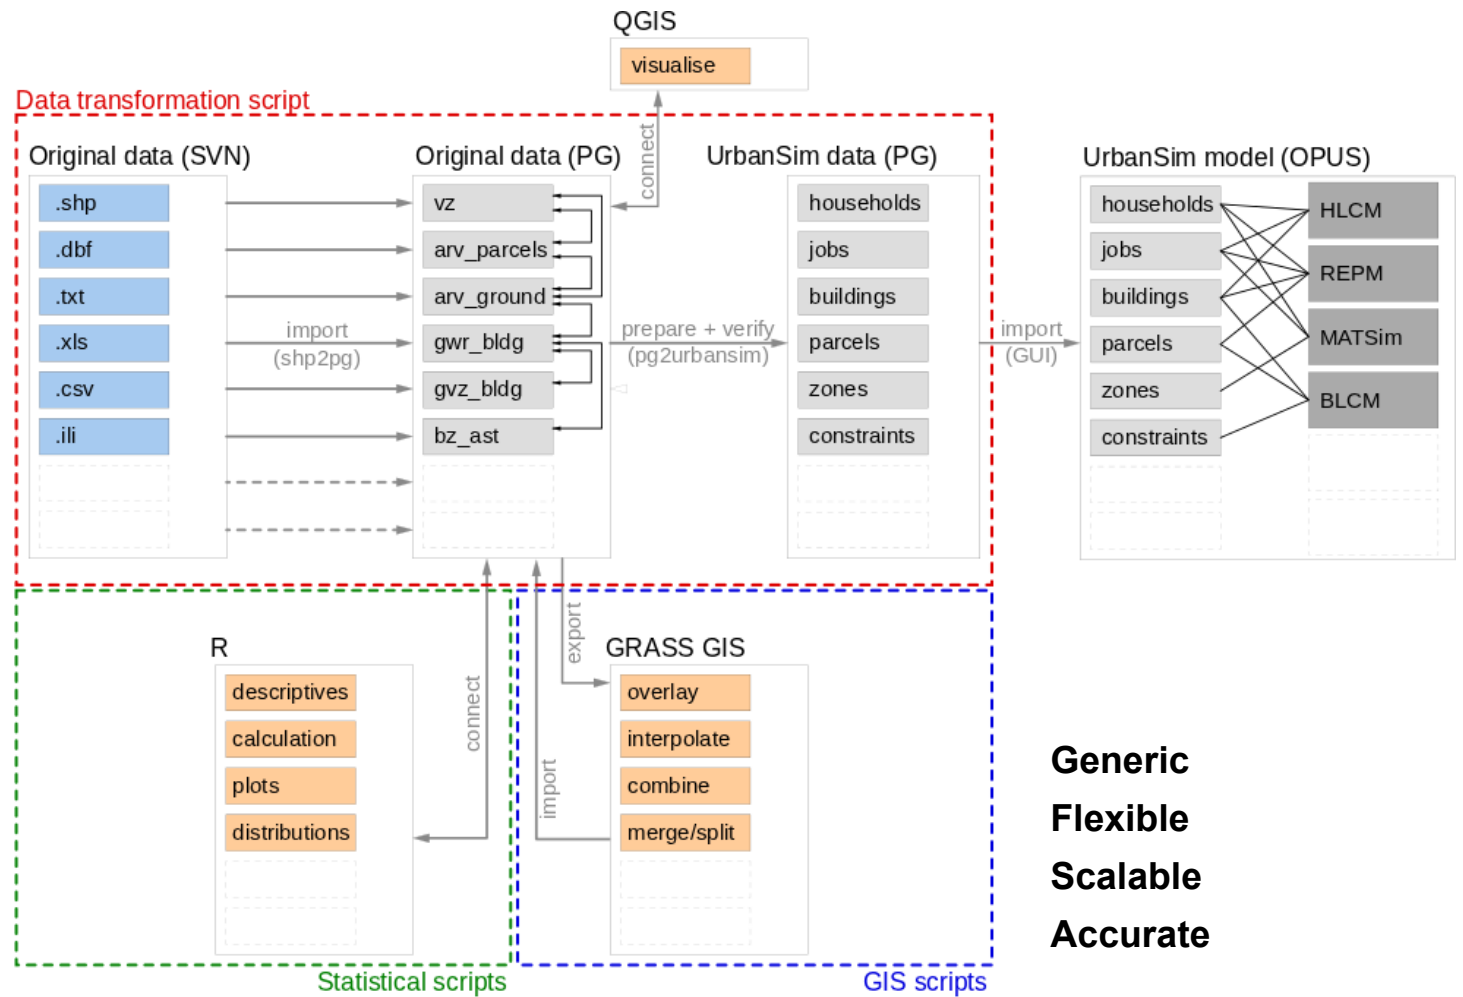 QGIS
visualise
Data transformation script
connect
Original data (SVN)
.shp
.dbf
.txt
.xls
.csv
.ili
import
(shp2pg)
Original data (PG)
vz
arv_parcels
arv_ground
gwr_bldg
gvz_bldg
bz_ast
prepare + verify
(pg2urbansim)
UrbanSim data (PG)
households
jobs
buildings
parcels
zones
constraints
import
(GUI)
UrbanSim model (OPUS)
households
jobs
buildings
parcels
zones
constraints
HLCM
REPM
MATSim
BLCM
R
descriptives
calculation
plots
distributions
connect
import
export
GRASS GIS
overlay
interpolate
combine
merge/split
Statistical scripts
GIS scripts
Generic
Flexible
Scalable
Accurate